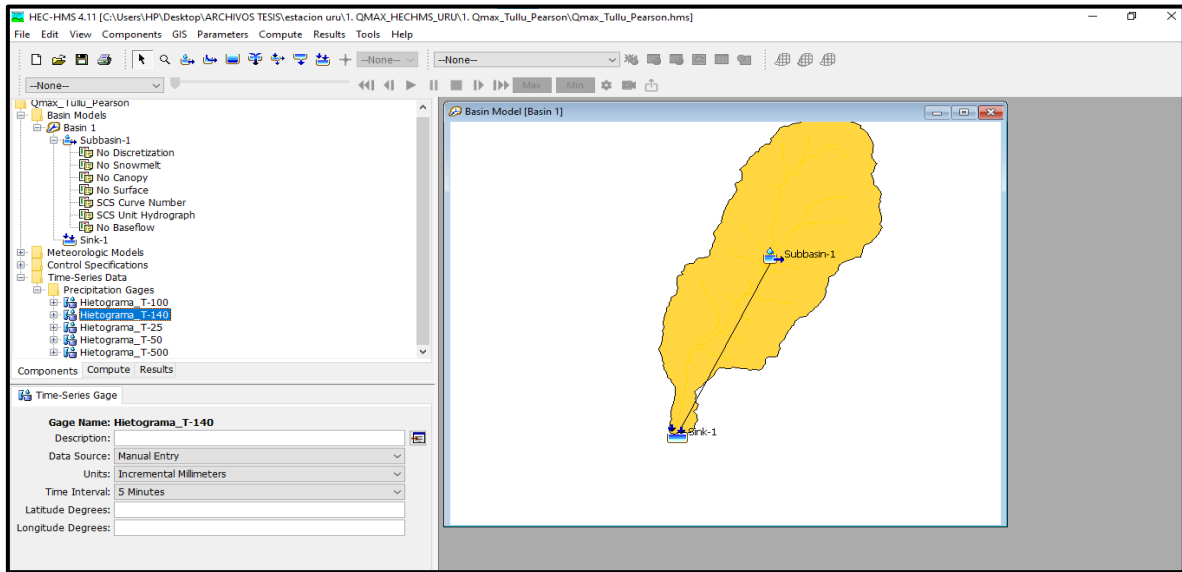 HEC-HMS 4.11 [C:\Users\HP\Desktop\ARCHIVOS TESIS\estacion uru\1. QMAX_HECHMS_URU\1. Qmax_Tullu_Pearson\Qmax_Tullu_Pearson.hms]
File Edit View Components GIS Parameters Compute Results Tools Help
--None-- --None--
--None-- Max Min
Qmax_Tullu_Pearson
Basin Models
Basin 1
Subbasin-1
No Discretization
No Snowmelt
No Canopy
No Surface
SCS Curve Number
SCS Unit Hydrograph
No Baseflow
Sink-1
Meteorologic Models
Control Specifications
Time-Series Data
Precipitation Gages
Hietograma_T-100
Hietograma_T-140
Hietograma_T-25
Hietograma_T-50
Hietograma_T-500
Components Compute Results
Time-Series Gage
Gage Name: Hietograma_T-140
Description:
Data Source: Manual Entry
Units: Incremental Millimeters
Time Interval: 5 Minutes
Latitude Degrees:
Longitude Degrees:
Basin Model [Basin 1]
Subbasin-1
Sink-1